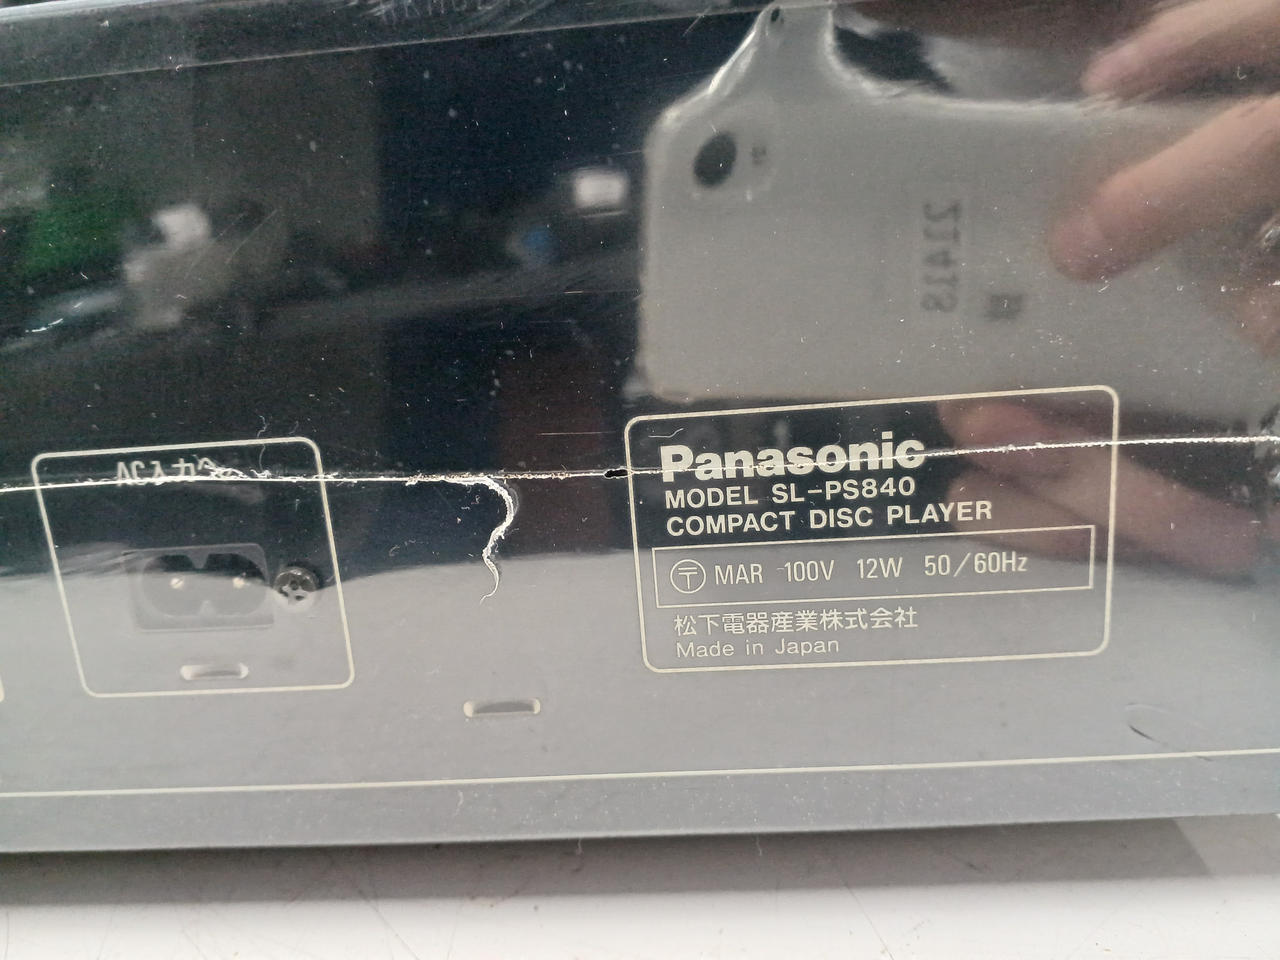 AC入力
Panasonic
MODEL SL-PS840
COMPACT DISC PLAYER
〒 MAR 100V 12W 50/60Hz
松下電器産業株式会社
Made in Japan
22418